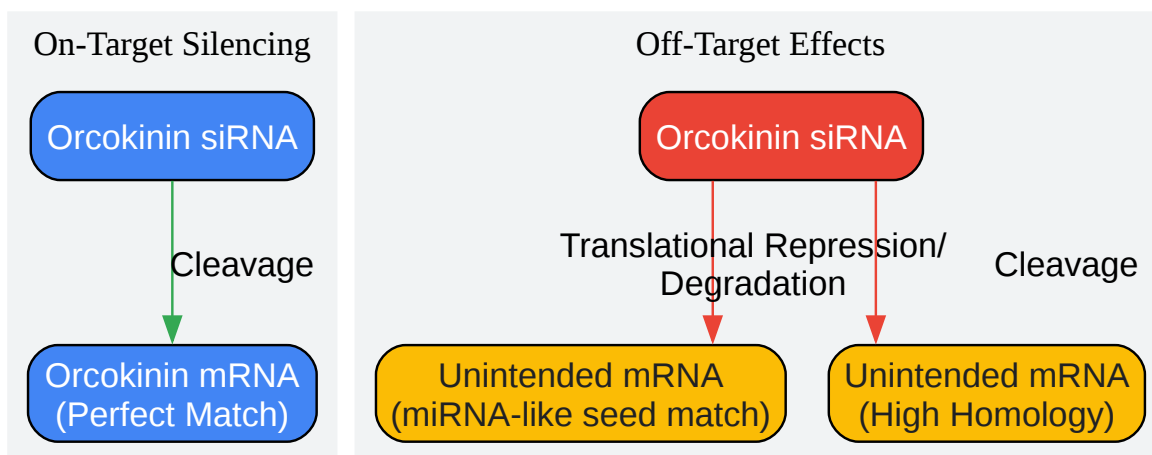 On-Target Silencing
Orcokinin siRNA
Cleavage
Orcokinin mRNA
(Perfect Match)
Off-Target Effects
Orcokinin siRNA
Translational Repression/
Degradation
Cleavage
Unintended mRNA
(miRNA-like seed match)
Unintended mRNA
(High Homology)